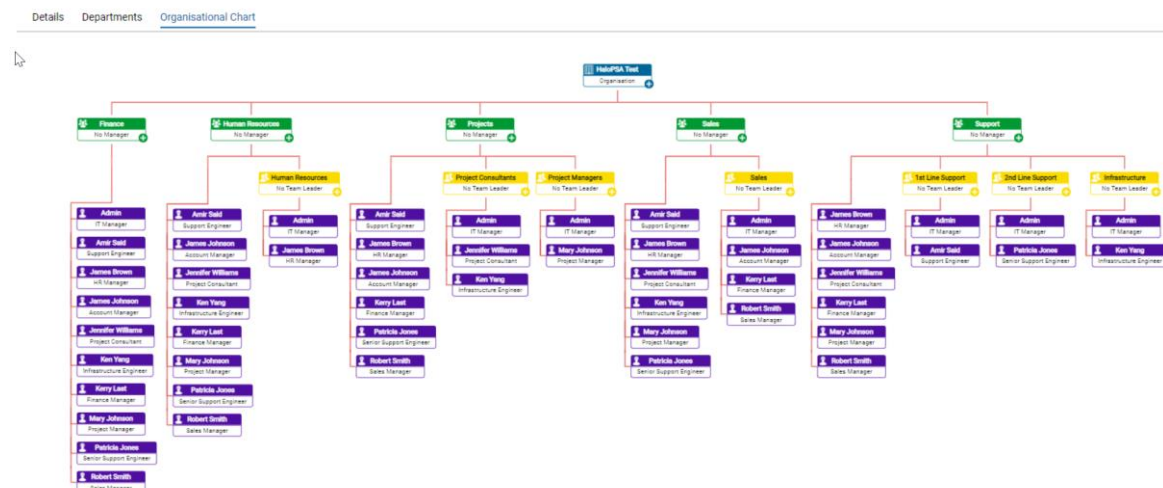 Details Departments Organisational Chart
HaloPSA Test
Organisation
Finance
No Manager
Human Resources
No Manager
Projects
No Manager
Sales
No Manager
Support
No Manager
Human Resources
No Team Leader
Project Consultants
No Team Leader
Project Managers
No Team Leader
Sales
No Team Leader
1st Line Support
No Team Leader
2nd Line Support
No Team Leader
Infrastructure
No Team Leader
Admin
IT Manager
Amir Said
Support Engineer
James Brown
HR Manager
James Johnson
Account Manager
Jennifer Williams
Project Consultant
Ken Yang
Infrastructure Engineer
Kerry Last
Finance Manager
Mary Johnson
Project Manager
Patricia Jones
Senior Support Engineer
Robert Smith
Sales Manager
Amir Said
Support Engineer
James Johnson
Account Manager
Jennifer Williams
Project Consultant
Ken Yang
Infrastructure Engineer
Kerry Last
Finance Manager
Mary Johnson
Project Manager
Patricia Jones
Senior Support Engineer
Robert Smith
Sales Manager
Admin
IT Manager
James Brown
HR Manager
Amir Said
Support Engineer
James Brown
HR Manager
James Johnson
Account Manager
Kerry Last
Finance Manager
Patricia Jones
Senior Support Engineer
Robert Smith
Sales Manager
Admin
IT Manager
Jennifer Williams
Project Consultant
Ken Yang
Infrastructure Engineer
Admin
IT Manager
Mary Johnson
Project Manager
Amir Said
Support Engineer
James Brown
HR Manager
Jennifer Williams
Project Consultant
Ken Yang
Infrastructure Engineer
Mary Johnson
Project Manager
Patricia Jones
Senior Support Engineer
Admin
IT Manager
James Johnson
Account Manager
Kerry Last
Finance Manager
Robert Smith
Sales Manager
James Brown
HR Manager
James Johnson
Account Manager
Jennifer Williams
Project Consultant
Kerry Last
Finance Manager
Mary Johnson
Project Manager
Robert Smith
Sales Manager
Admin
IT Manager
Amir Said
Support Engineer
Admin
IT Manager
Patricia Jones
Senior Support Engineer
Admin
IT Manager
Ken Yang
Infrastructure Engineer